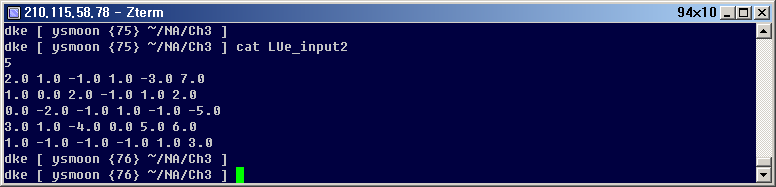 210.115.58.78 - Zterm 94×10
dke [ ysmoon {75} ~/NA/Ch3 ]
dke [ ysmoon {75} ~/NA/Ch3 ] cat LUe_input2
5
2.0 1.0 -1.0 1.0 -3.0 7.0
1.0 0.0 2.0 -1.0 1.0 2.0
0.0 -2.0 -1.0 1.0 -1.0 -5.0
3.0 1.0 -4.0 0.0 5.0 6.0
1.0 -1.0 -1.0 -1.0 1.0 3.0
dke [ ysmoon {76} ~/NA/Ch3 ]
dke [ ysmoon {76} ~/NA/Ch3 ]